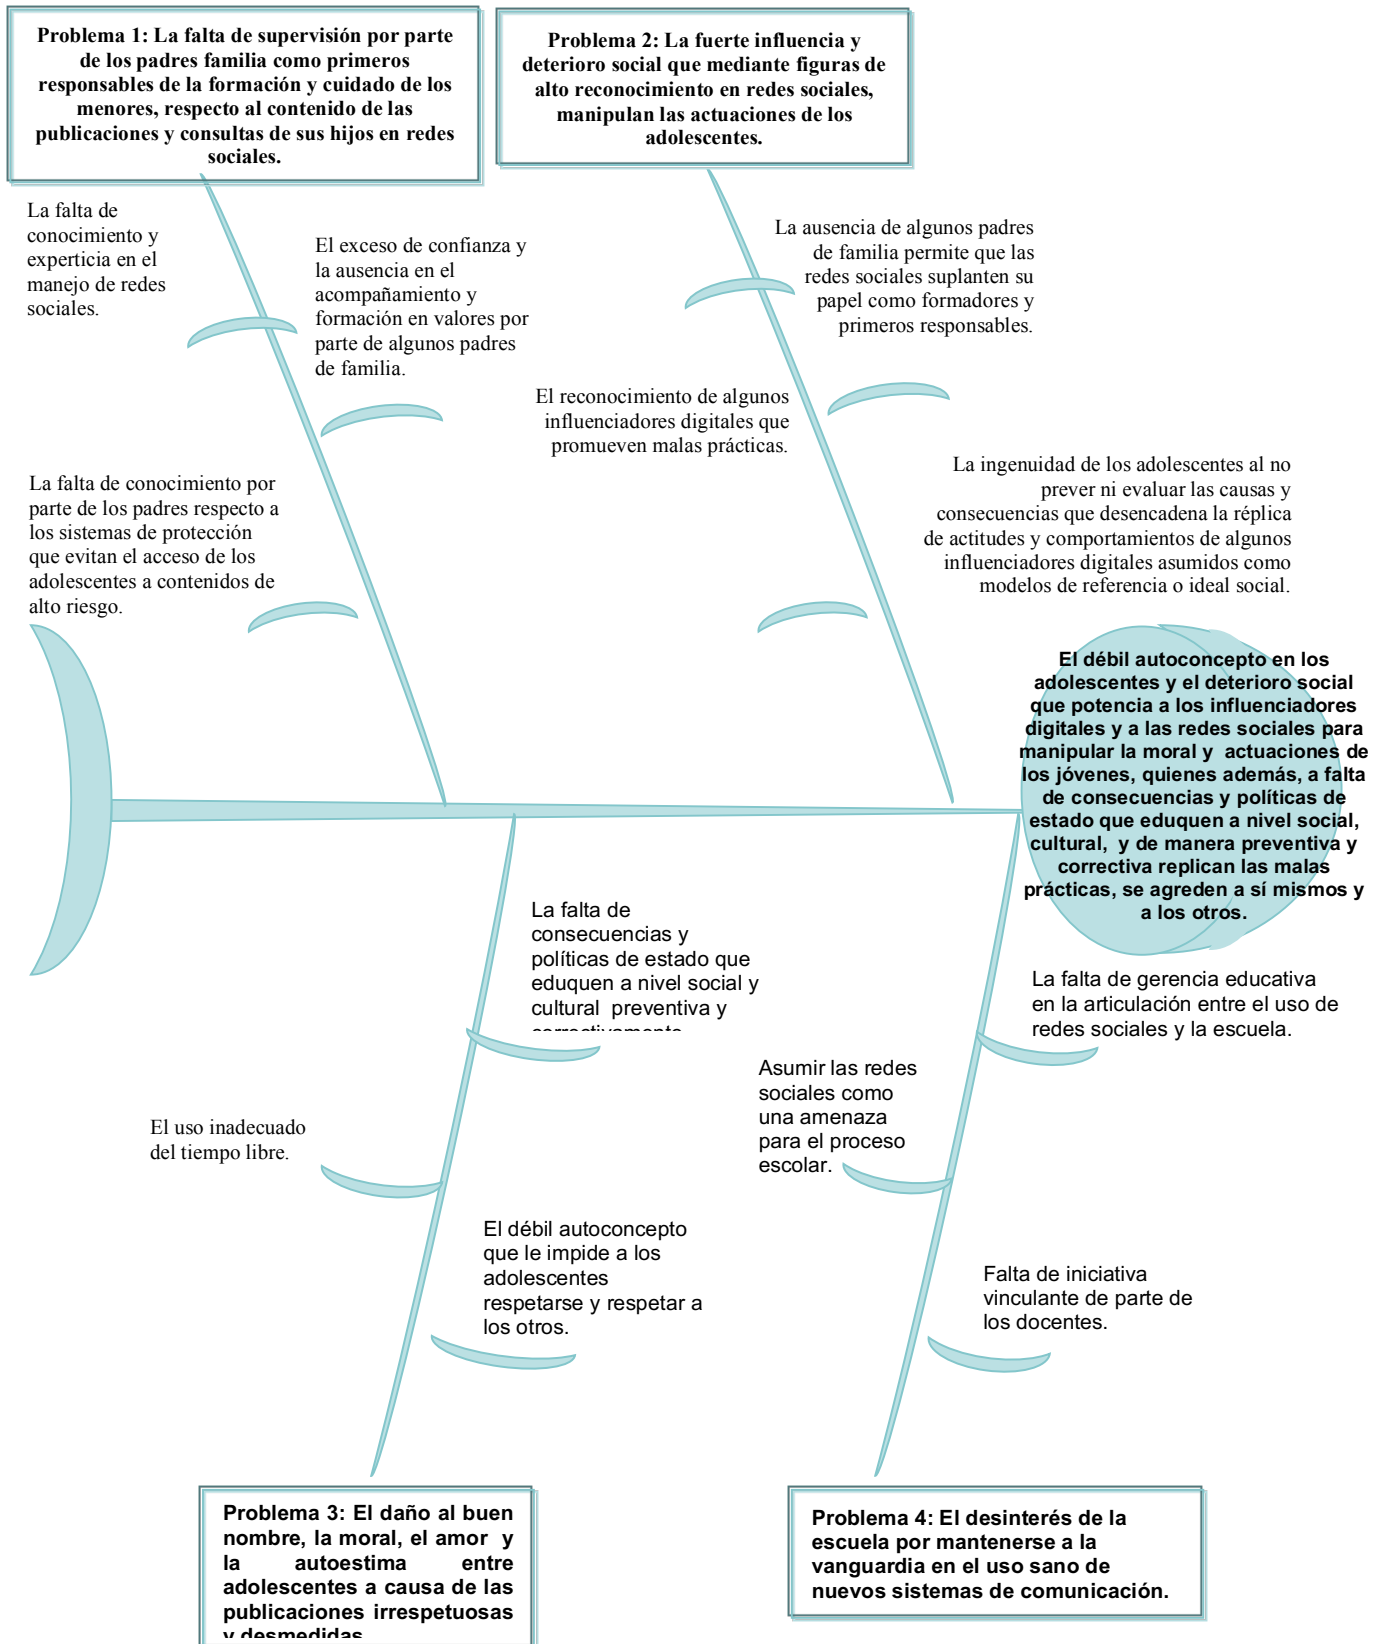 Problema 1: La falta de supervisión por parte
de los padres familia como primeros
responsables de la formación y cuidado de los
menores, respecto al contenido de las
publicaciones y consultas de sus hijos en redes
sociales.
Problema 2: La fuerte influencia y
deterioro social que mediante figuras de
alto reconocimiento en redes sociales,
manipulan las actuaciones de los
adolescentes.
La falta de
conocimiento y
experticia en el
manejo de redes
sociales.
El exceso de confianza y
la ausencia en el
acompañamiento y
formación en valores por
parte de algunos padres
de familia.
La ausencia de algunos padres
de familia permite que las
redes sociales suplanten su
papel como formadores y
primeros responsables.
El reconocimiento de algunos
influenciadores digitales que
promueven malas prácticas.
La falta de conocimiento por
parte de los padres respecto a
los sistemas de protección
que evitan el acceso de los
adolescentes a contenidos de
alto riesgo.
La ingenuidad de los adolescentes al no
prever ni evaluar las causas y
consecuencias que desencadena la réplica
de actitudes y comportamientos de algunos
influenciadores digitales asumidos como
modelos de referencia o ideal social.
El débil autoconcepto en los
adolescentes y el deterioro social
que potencia a los influenciadores
digitales y a las redes sociales para
manipular la moral y actuaciones de
los jóvenes, quienes además, a falta
de consecuencias y políticas de
estado que eduquen a nivel social,
cultural, y de manera preventiva y
correctiva replican las malas
prácticas, se agreden a sí mismos y
a los otros.
La falta de
consecuencias y
políticas de estado que
eduquen a nivel social y
cultural preventiva y
correctivamente
La falta de gerencia educativa
en la articulación entre el uso de
redes sociales y la escuela.
Asumir las redes
sociales como
una amenaza
para el proceso
escolar.
El uso inadecuado
del tiempo libre.
El débil autoconcepto
que le impide a los
adolescentes
respetarse y respetar a
los otros.
Falta de iniciativa
vinculante de parte de
los docentes.
Problema 3: El daño al buen
nombre, la moral, el amor y
la autoestima entre
adolescentes a causa de las
publicaciones irrespetuosas
y desmedidas
Problema 4: El desinterés de la
escuela por mantenerse a la
vanguardia en el uso sano de
nuevos sistemas de comunicación.